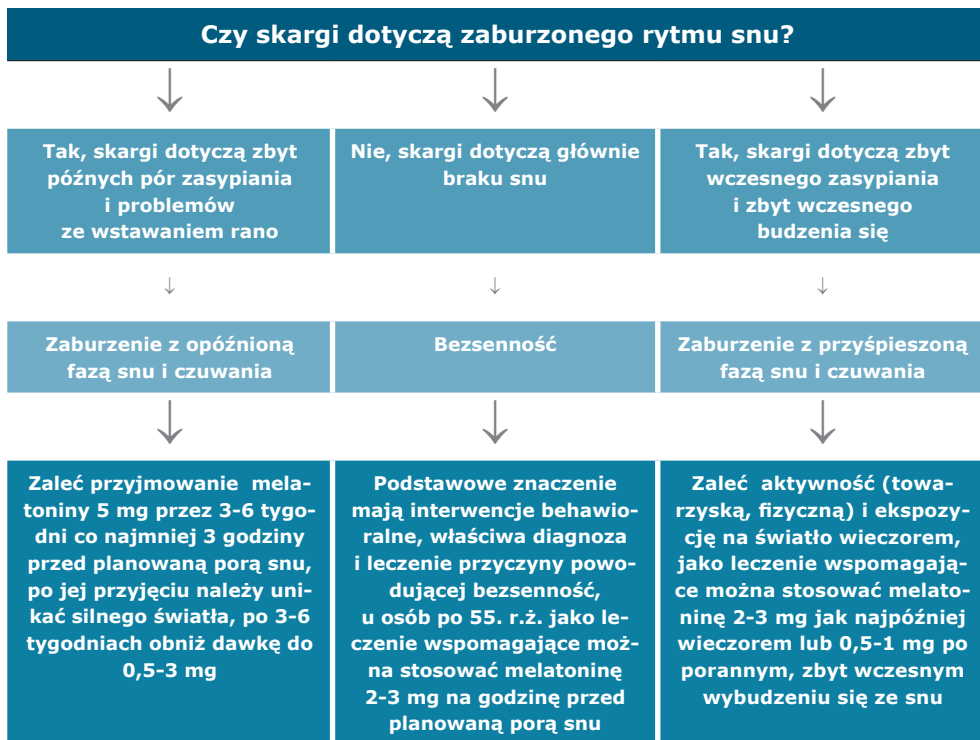 Czy skargi dotyczą zaburzonego rytmu snu?
Tak, skargi dotyczą zbyt
późnych pór zasypiania
i problemów
ze wstawaniem rano
Nie, skargi dotyczą głównie
braku snu
Tak, skargi dotyczą zbyt
wczesnego zasypiania
i zbyt wczesnego
budzenia się
Zaburzenie z opóźnioną
fazą snu i czuwania
Bezsenność
Zaburzenie z przyśpieszoną
fazą snu i czuwania
Zaleć przyjmowanie mela-
toniny 5 mg przez 3-6 tygo-
dni co najmniej 3 godziny
przed planowaną porą snu,
po jej przyjęciu należy uni-
kać silnego światła, po 3-6
tygodniach obniż dawkę do
0,5-3 mg
Podstawowe znaczenie
mają interwencje behawio-
ralne, właściwa diagnoza
i leczenie przyczyny powo-
dującej bezsenność,
u osób po 55. r.ż. jako le-
czenie wspomagające moż-
na stosować melatoninę
2-3 mg na godzinę przed
planowaną porą snu
Zaleć aktywność (towa-
rzyską, fizyczną) i ekspozy-
cję na światło wieczorem,
jako leczenie wspomagają-
ce można stosować melato-
ninę 2-3 mg jak najpóźniej
wieczorem lub 0,5-1 mg po
porannym, zbyt wczesnym
wybudzeniu się ze snu